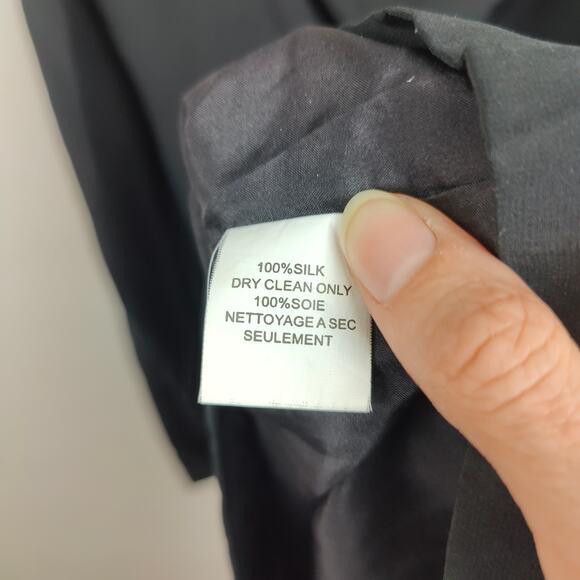 100%SILK
DRY CLEAN ONLY
100%SOIE
NETTOYAGE A SEC
SEULEMENT